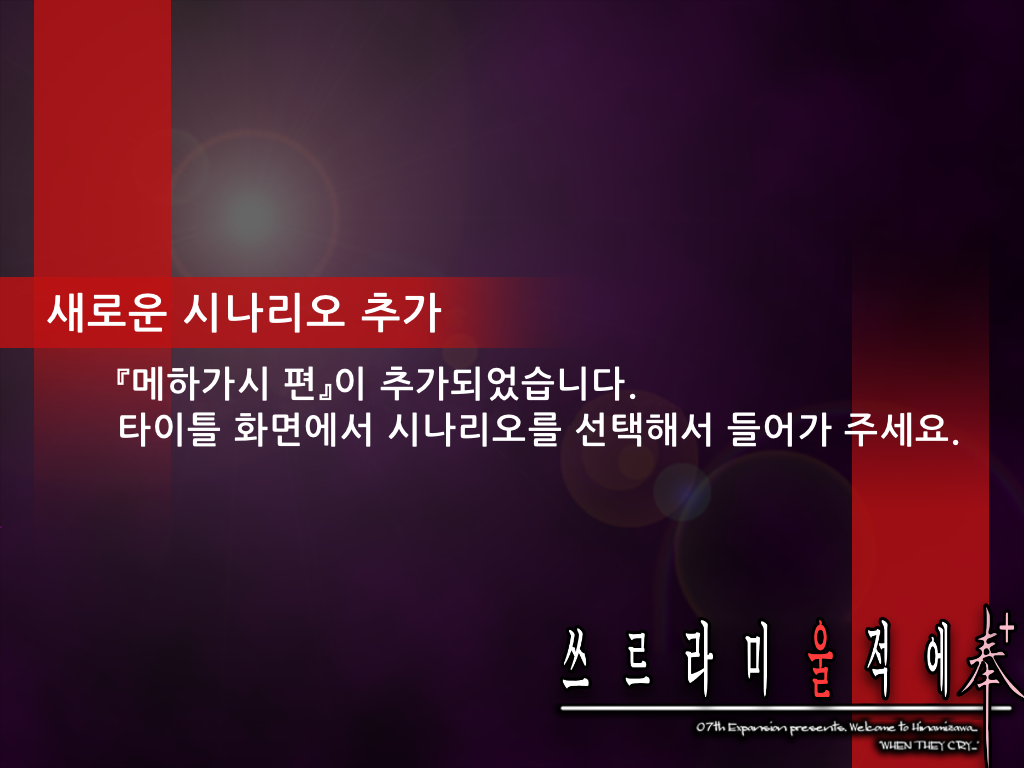 새로운 시나리오 추가
『메하가시 편』이 추가되었습니다.
타이틀 화면에서 시나리오를 선택해서 들어가 주세요.
쓰르라미울적에奉+
07th Expansion presents. Welcome to Hinamizawa...
"WHEN THEY CRY..."